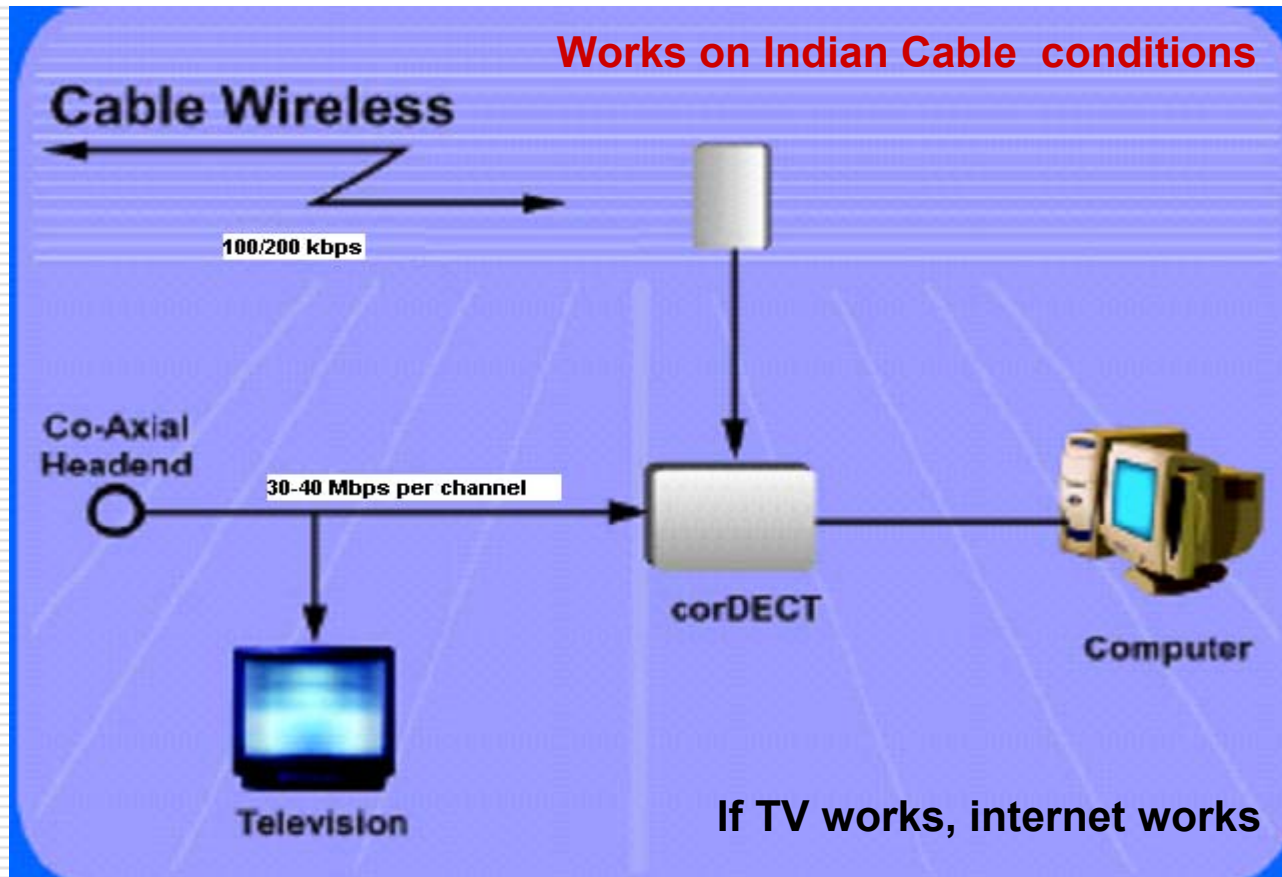 Works on Indian Cable conditions
Cable Wireless
100/200 kbps
Co-Axial
Headend
30-40 Mbps per channel
corDECT
Computer
Television
If TV works, internet works